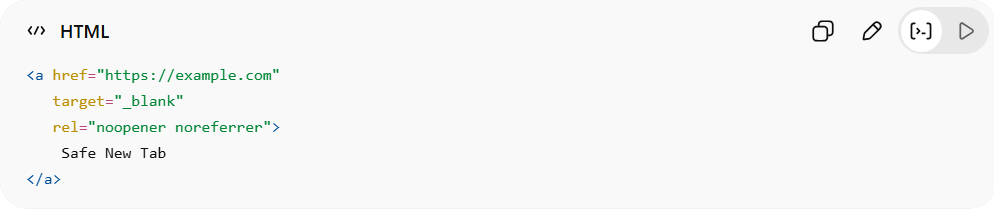 HTML
<a href="https://example.com"
target="_blank"
rel="noopener noreferrer">
Safe New Tab
</a>